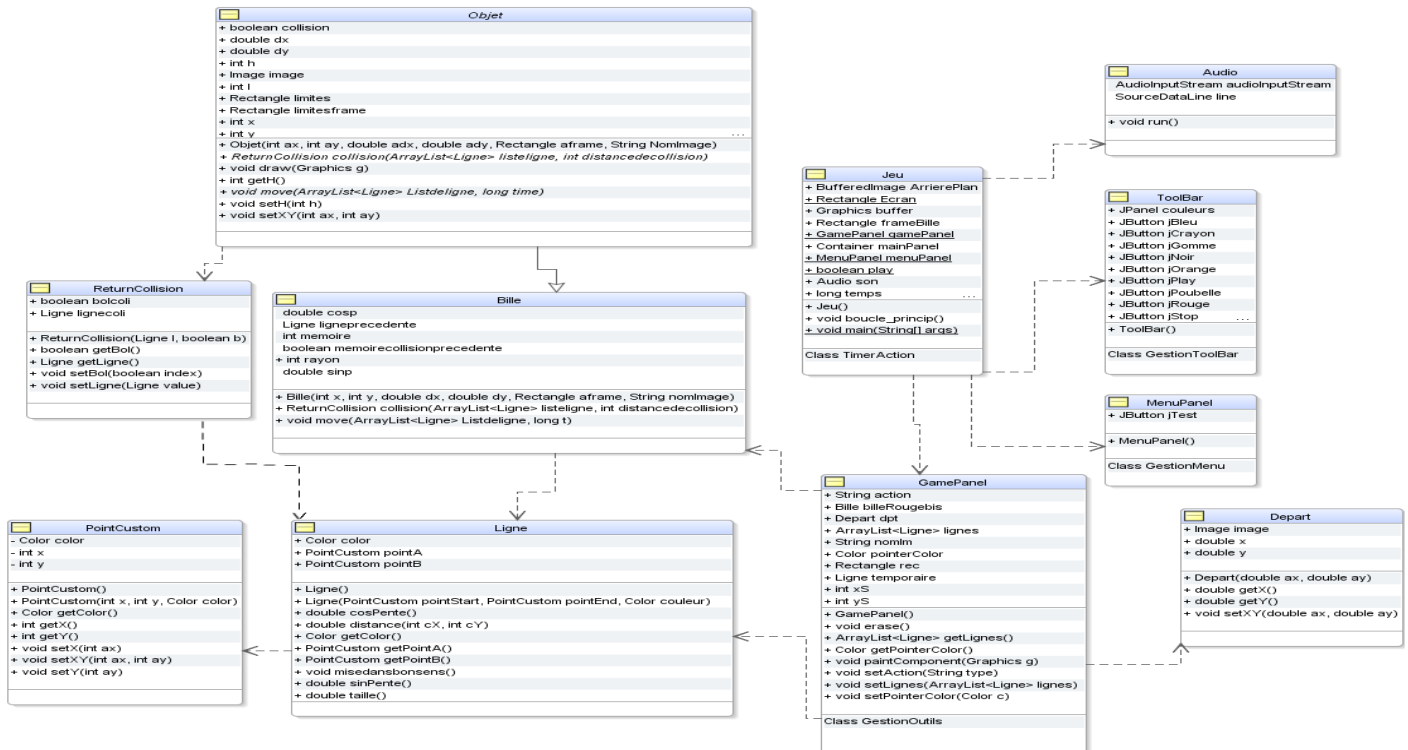 Objet
+ boolean collision
+ double dx
+ double dy
+ int h
+ Image image
+ int l
+ Rectangle limites
+ Rectangle limitesframe
+ int x
+ int y ...
+ Objet(int ax, int ay, double adx, double ady, Rectangle aframe, String NomImage)
+ ReturnCollision collision(ArrayList<Ligne> listeligne, int distancedecollision)
+ void draw(Graphics g)
+ int getH()
+ void move(ArrayList<Ligne> Listdeligne, long time)
+ void setH(int h)
+ void setXY(int ax, int ay)
Audio
AudioInputStream audioInputStream
SourceDataLine line
+ void run()
Jeu
+ BufferedImage ArrierePlan
+ Rectangle Ecran
+ Graphics buffer
+ Rectangle frameBille
+ GamePanel gamePanel
+ Container mainPanel
+ MenuPanel menuPanel
+ boolean play
+ Audio son
+ long temps ...
+ Jeu()
+ void boucle_princip()
+ void main(String[] args)
Class TimerAction
ToolBar
+ JPanel couleurs
+ JButton jBleu
+ JButton jCrayon
+ JButton jGomme
+ JButton jNoir
+ JButton jOrange
+ JButton jPlay
+ JButton jPoubelle
+ JButton jRouge
+ JButton jStop ...
+ ToolBar()
Class GestionToolBar
ReturnCollision
+ boolean bolcoli
+ Ligne lignecoli
+ ReturnCollision(Ligne l, boolean b)
+ boolean getBol()
+ Ligne getLigne()
+ void setBol(boolean index)
+ void setLigne(Ligne value)
Bille
double cosp
Ligne ligneprecedente
int memoire
boolean memoirecollisionprecedente
+ int rayon
double sinp
+ Bille(int x, int y, double dx, double dy, Rectangle aframe, String nomImage)
+ ReturnCollision collision(ArrayList<Ligne> listeligne, int distancedecollision)
+ void move(ArrayList<Ligne> Listdeligne, long t)
MenuPanel
+ JButton jTest
+ MenuPanel()
Class GestionMenu
PointCustom
- Color color
- int x
- int y
+ PointCustom()
+ PointCustom(int x, int y, Color color)
+ Color getColor()
+ int getX()
+ int getY()
+ void setX(int ax)
+ void setXY(int ax, int ay)
+ void setY(int ay)
Ligne
+ Color color
+ PointCustom pointA
+ PointCustom pointB
+ Ligne()
+ Ligne(PointCustom pointStart, PointCustom pointEnd, Color couleur)
+ double cosPente()
+ double distance(int cX, int cY)
+ Color getColor()
+ PointCustom getPointA()
+ PointCustom getPointB()
+ void misedansbonsens()
+ double sinPente()
+ double taille()
GamePanel
+ String action
+ Bille billeRougebis
+ Depart dpt
+ ArrayList<Ligne> lignes
+ String nomIm
+ Color pointerColor
+ Rectangle rec
+ Ligne temporaire
+ int xS
+ int yS
+ GamePanel()
+ void erase()
+ ArrayList<Ligne> getLignes()
+ Color getPointerColor()
+ void paintComponent(Graphics g)
+ void setAction(String type)
+ void setLignes(ArrayList<Ligne> lignes)
+ void setPointerColor(Color c)
Class GestionOutils
Depart
+ Image image
+ double x
+ double y
+ Depart(double ax, double ay)
+ double getX()
+ double getY()
+ void setXY(double ax, double ay)